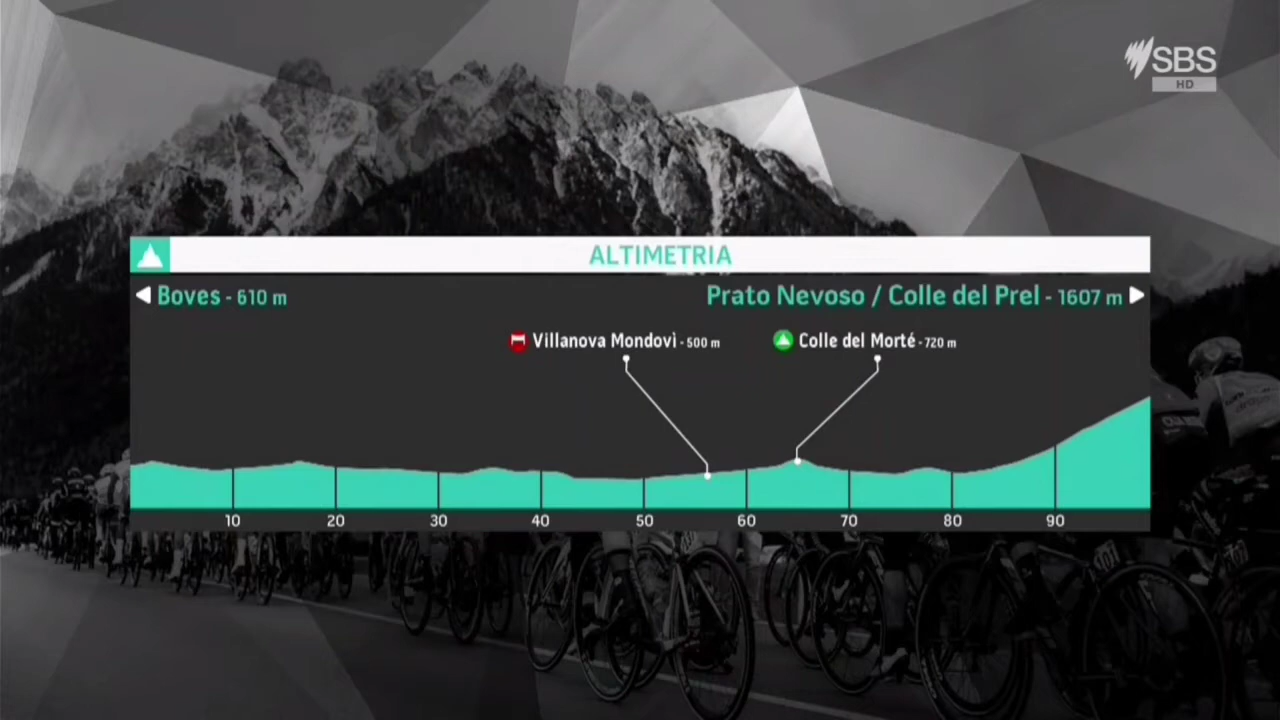 SBS
HD
ALTIMETRIA
Boves - 610 m
Prato Nevoso / Colle del Prel - 1607 m
Villanova Mondovì - 500 m
Colle del Morté - 720 m
10 20 30 40 50 60 70 80 90